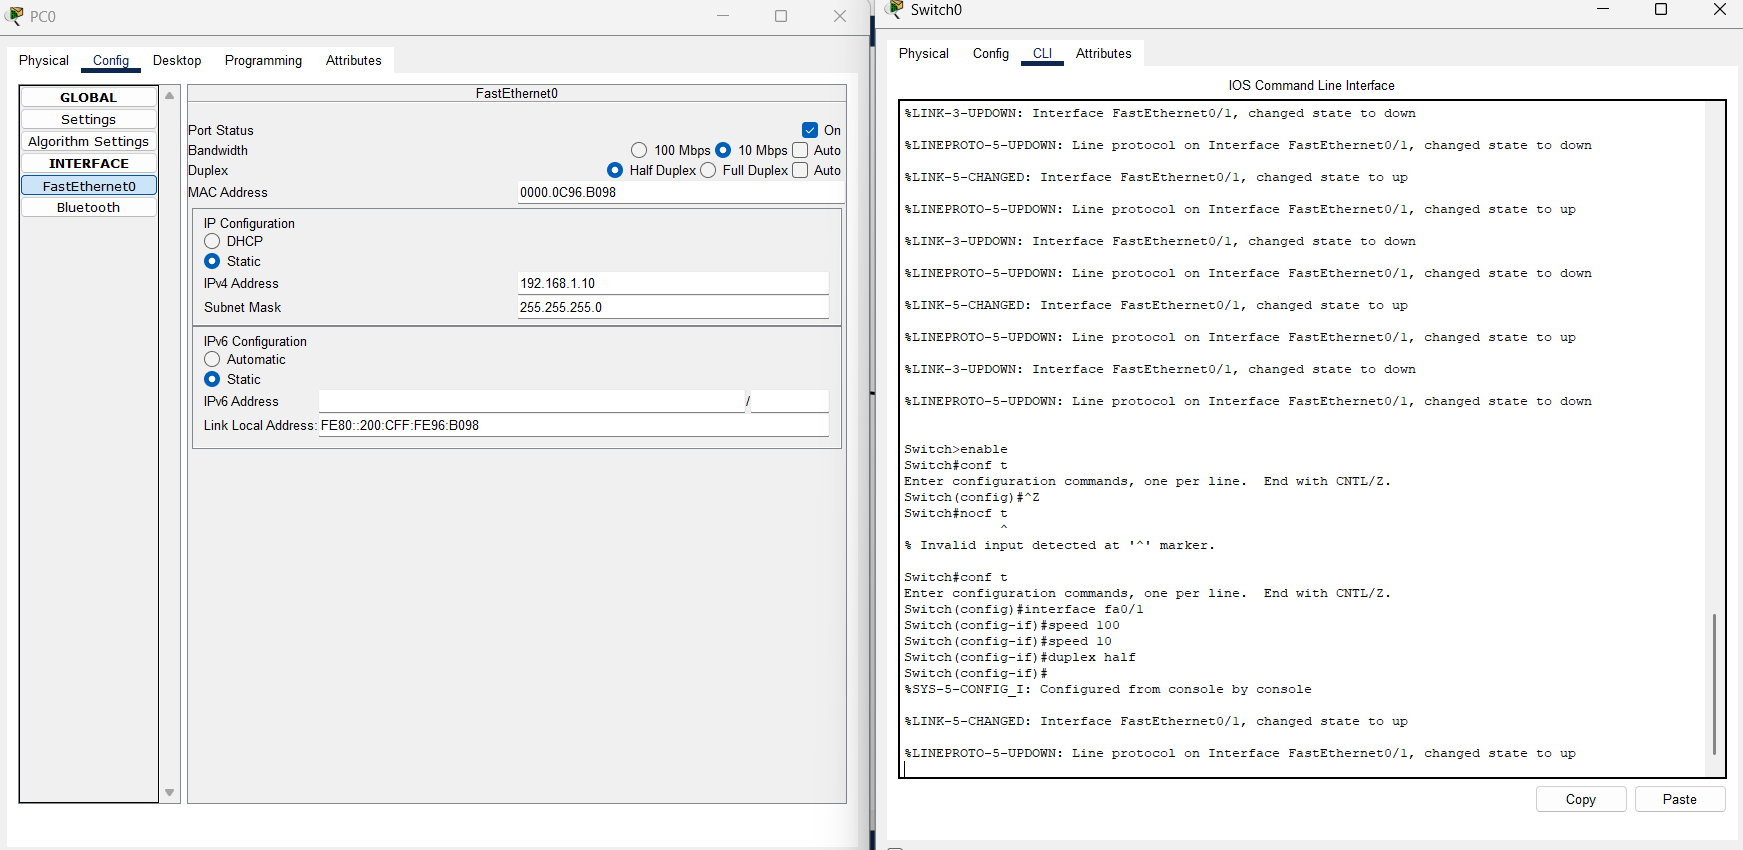 PC0
Physical Config Desktop Programming Attributes
GLOBAL
Settings
Algorithm Settings
INTERFACE
FastEthernet0
Bluetooth
FastEthernet0
Port Status On
Bandwidth 100 Mbps 10 Mbps Auto
Duplex Half Duplex Full Duplex Auto
MAC Address 0000.0C96.B098
IP Configuration
DHCP
Static
IPv4 Address 192.168.1.10
Subnet Mask 255.255.255.0
IPv6 Configuration
Automatic
Static
IPv6 Address /
Link Local Address: FE80::200:CFF:FE96:B098
Switch0
Physical Config CLI Attributes
IOS Command Line Interface
%LINK-3-UPDOWN: Interface FastEthernet0/1, changed state to down
%LINEPROTO-5-UPDOWN: Line protocol on Interface FastEthernet0/1, changed state to down
%LINK-5-CHANGED: Interface FastEthernet0/1, changed state to up
%LINEPROTO-5-UPDOWN: Line protocol on Interface FastEthernet0/1, changed state to up
%LINK-3-UPDOWN: Interface FastEthernet0/1, changed state to down
%LINEPROTO-5-UPDOWN: Line protocol on Interface FastEthernet0/1, changed state to down
%LINK-5-CHANGED: Interface FastEthernet0/1, changed state to up
%LINEPROTO-5-UPDOWN: Line protocol on Interface FastEthernet0/1, changed state to up
%LINK-3-UPDOWN: Interface FastEthernet0/1, changed state to down
%LINEPROTO-5-UPDOWN: Line protocol on Interface FastEthernet0/1, changed state to down
Switch>enable
Switch#conf t
Enter configuration commands, one per line.  End with CNTL/Z.
Switch(config)#^Z
Switch#nocf t
^
% Invalid input detected at '^' marker.
Switch#conf t
Enter configuration commands, one per line.  End with CNTL/Z.
Switch(config)#interface fa0/1
Switch(config-if)#speed 100
Switch(config-if)#speed 10
Switch(config-if)#duplex half
Switch(config-if)#
%SYS-5-CONFIG_I: Configured from console by console
%LINK-5-CHANGED: Interface FastEthernet0/1, changed state to up
%LINEPROTO-5-UPDOWN: Line protocol on Interface FastEthernet0/1, changed state to up
Copy Paste